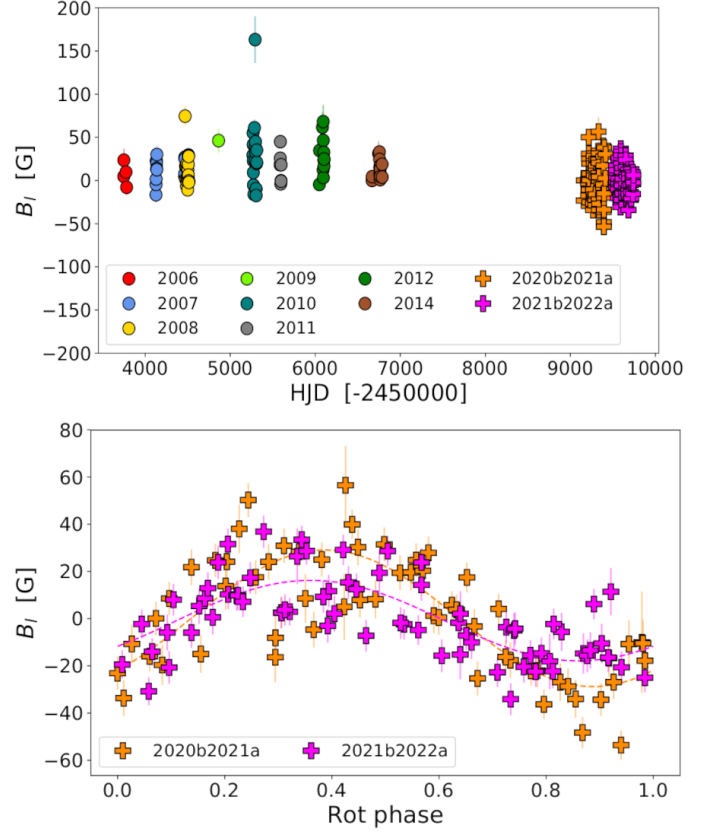 200
150
100
50
0
−50
−100
−150
−200
B_l [G]
2006 2009 2012 2020b2021a
2007 2010 2014 2021b2022a
2008 2011
4000 5000 6000 7000 8000 9000 10000
HJD [-2450000]
80
60
40
20
0
−20
−40
−60
B_l [G]
2020b2021a 2021b2022a
0.0 0.2 0.4 0.6 0.8 1.0
Rot phase